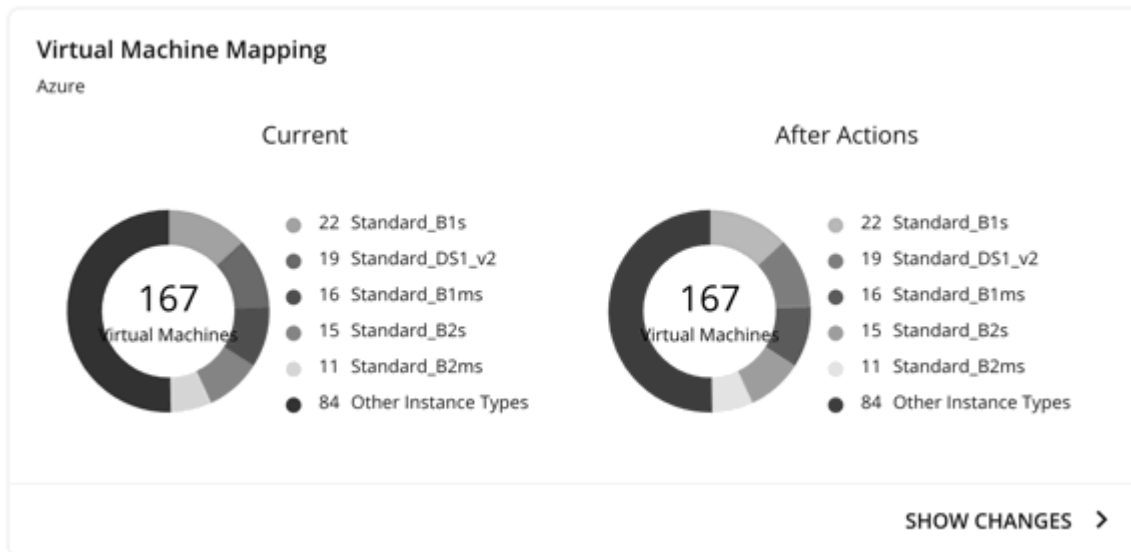 Virtual Machine Mapping
Azure
Current
167
Virtual Machines
22 Standard_B1s
19 Standard_DS1_v2
16 Standard_B1ms
15 Standard_B2s
11 Standard_B2ms
84 Other Instance Types
After Actions
167
Virtual Machines
22 Standard_B1s
19 Standard_DS1_v2
16 Standard_B1ms
15 Standard_B2s
11 Standard_B2ms
84 Other Instance Types
SHOW CHANGES >